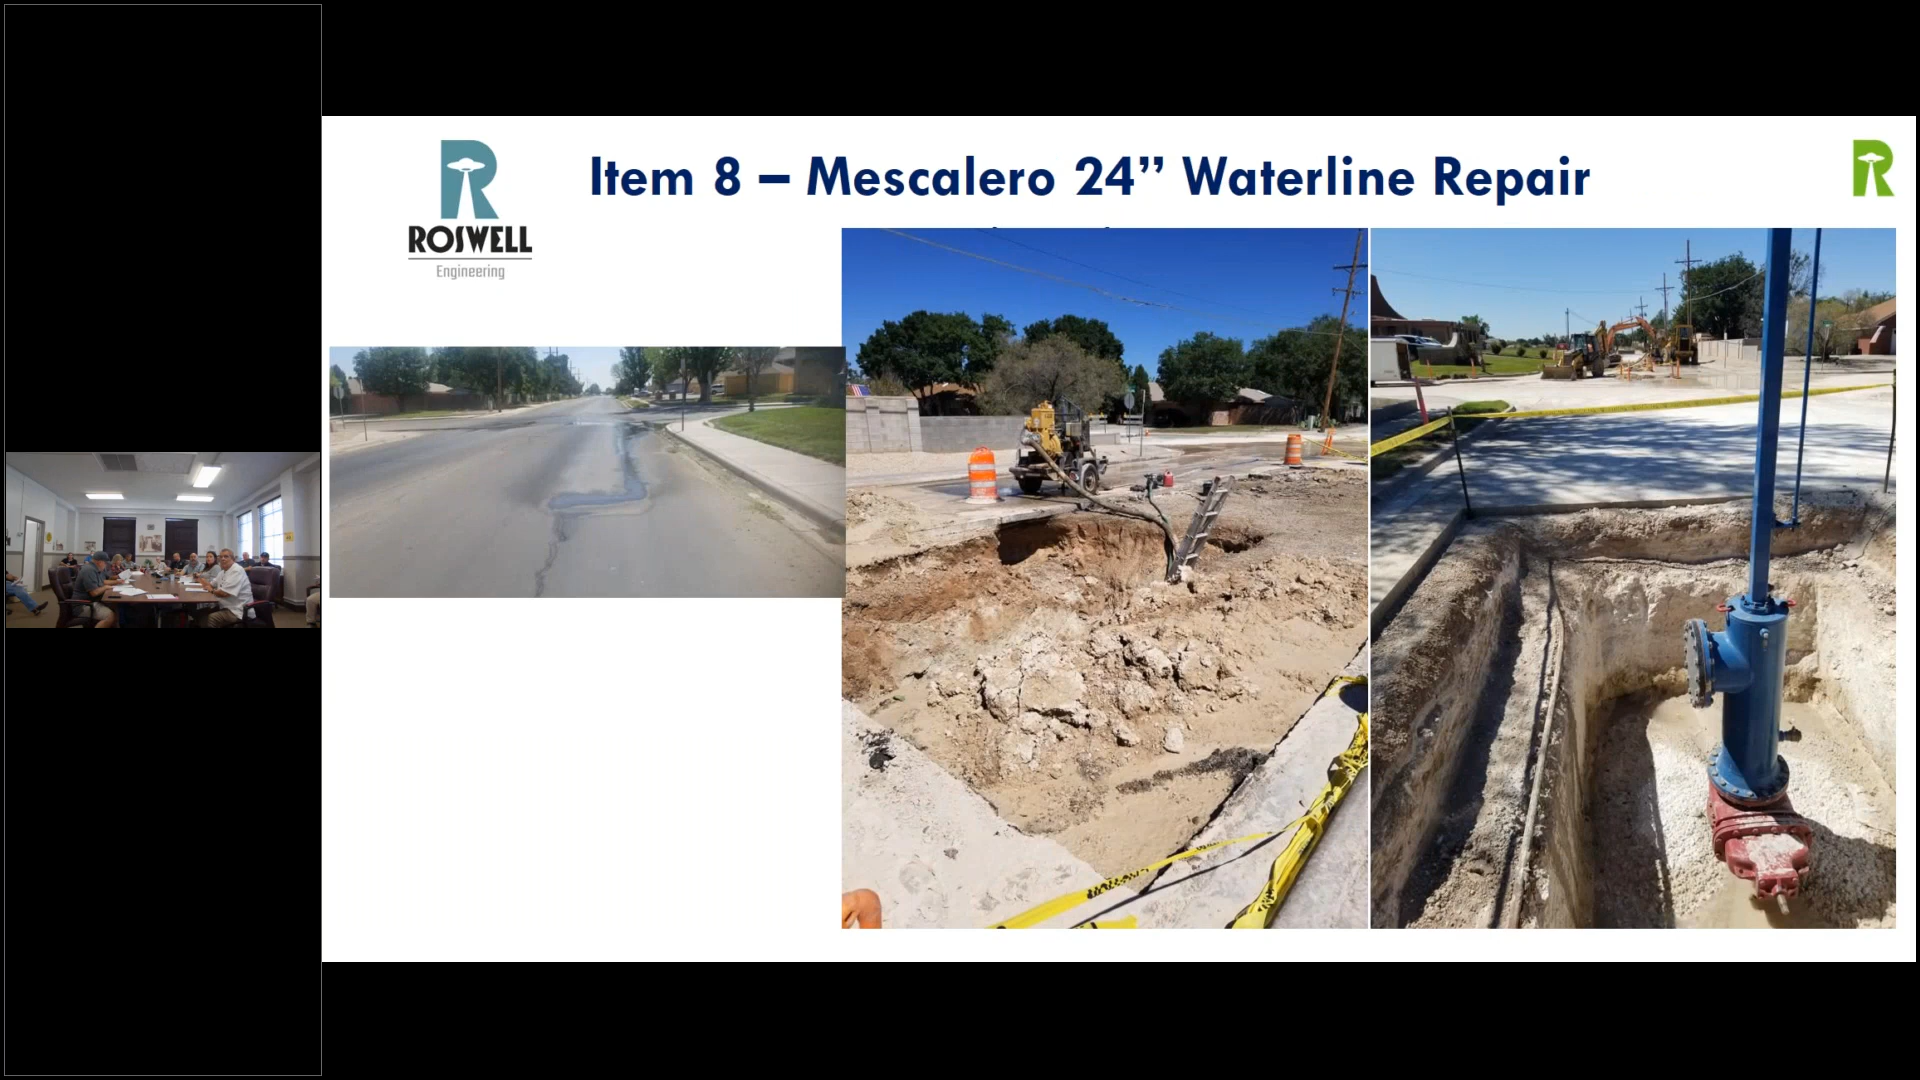 Item 8 – Mescalero 24” Waterline Repair
ROSWELL
Engineering